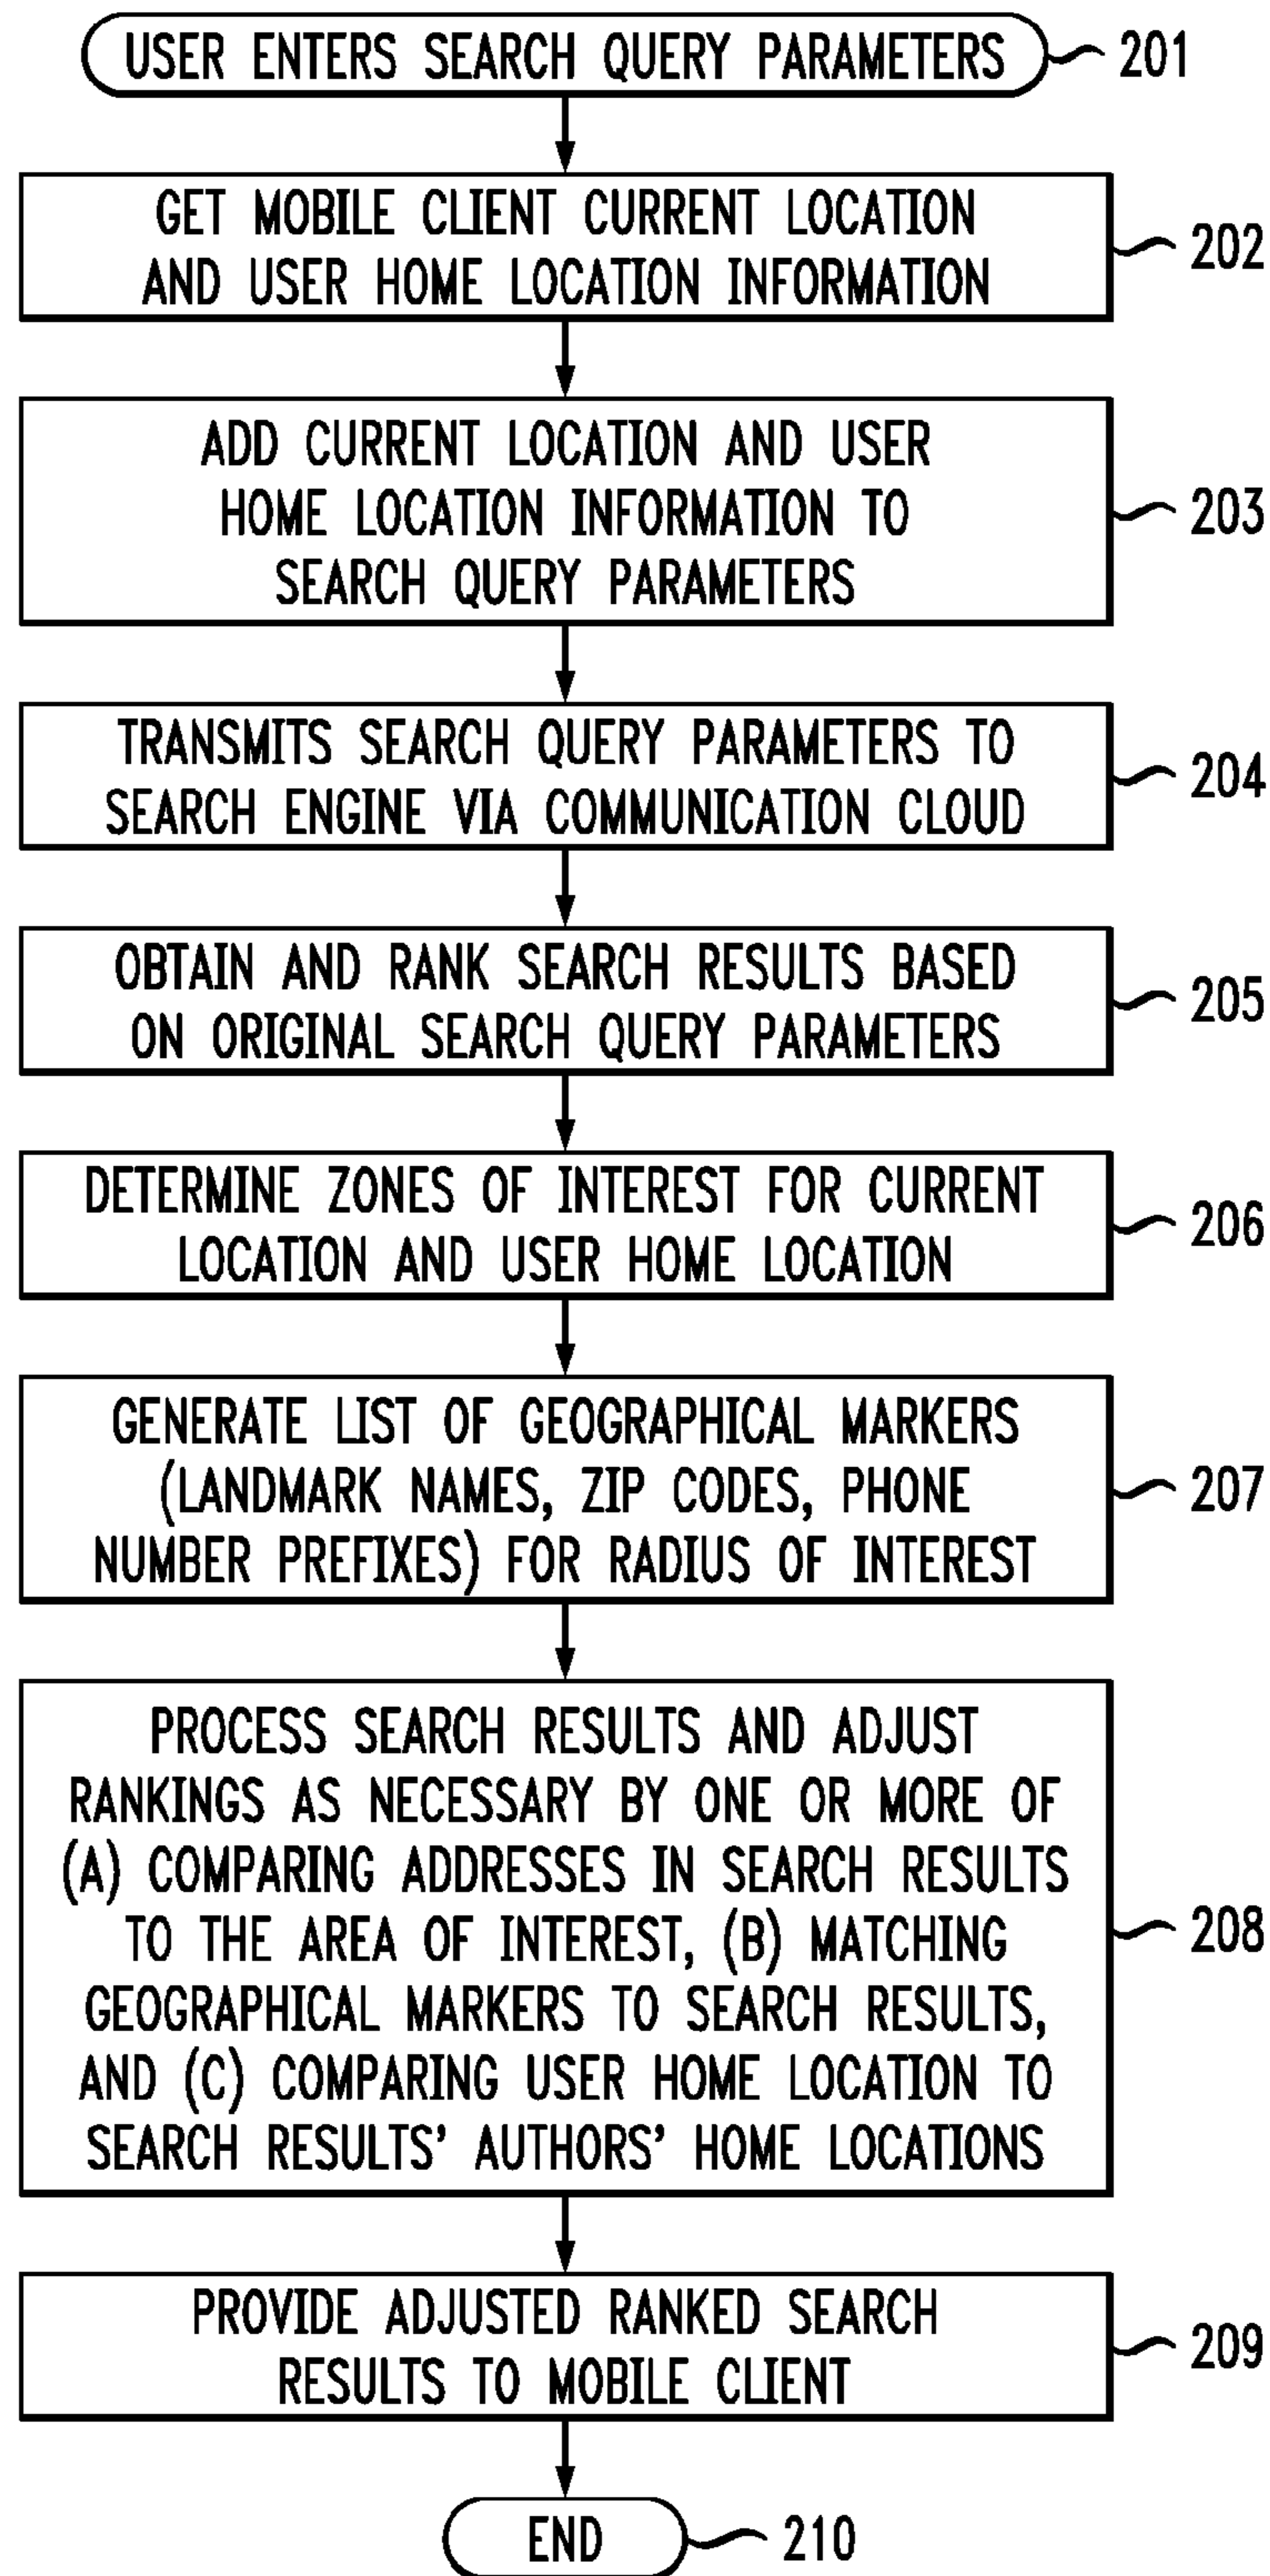 USER ENTERS SEARCH QUERY PARAMETERS
201
GET MOBILE CLIENT CURRENT LOCATION
AND USER HOME LOCATION INFORMATION
202
ADD CURRENT LOCATION AND USER
HOME LOCATION INFORMATION TO
SEARCH QUERY PARAMETERS
203
TRANSMITS SEARCH QUERY PARAMETERS TO
SEARCH ENGINE VIA COMMUNICATION CLOUD
204
OBTAIN AND RANK SEARCH RESULTS BASED
ON ORIGINAL SEARCH QUERY PARAMETERS
205
DETERMINE ZONES OF INTEREST FOR CURRENT
LOCATION AND USER HOME LOCATION
206
GENERATE LIST OF GEOGRAPHICAL MARKERS
(LANDMARK NAMES, ZIP CODES, PHONE
NUMBER PREFIXES) FOR RADIUS OF INTEREST
207
PROCESS SEARCH RESULTS AND ADJUST
RANKINGS AS NECESSARY BY ONE OR MORE OF
(A) COMPARING ADDRESSES IN SEARCH RESULTS
TO THE AREA OF INTEREST, (B) MATCHING
GEOGRAPHICAL MARKERS TO SEARCH RESULTS,
AND (C) COMPARING USER HOME LOCATION TO
SEARCH RESULTS' AUTHORS' HOME LOCATIONS
208
PROVIDE ADJUSTED RANKED SEARCH
RESULTS TO MOBILE CLIENT
209
END
210